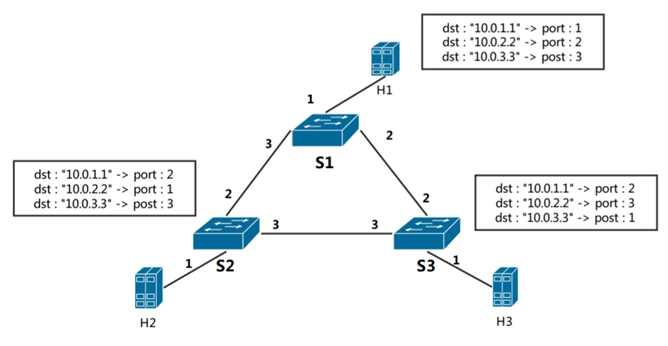 dst : "10.0.1.1" -> port : 1
dst : "10.0.2.2" -> port : 2
dst : "10.0.3.3" -> post : 3
H1
1
3
2
S1
dst : "10.0.1.1" -> port : 2
dst : "10.0.2.2" -> port : 1
dst : "10.0.3.3" -> post : 3
dst : "10.0.1.1" -> port : 2
dst : "10.0.2.2" -> port : 3
dst : "10.0.3.3" -> post : 1
2
2
3
3
1
S2
S3
1
H2
H3